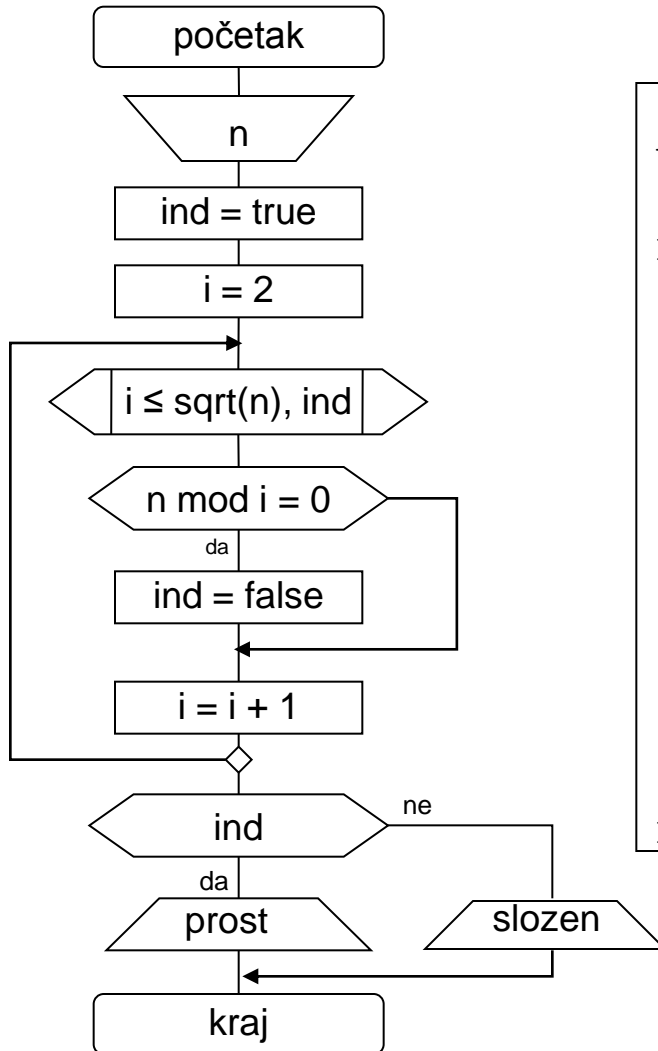 početak
n
ind = true
i = 2
i ≤ sqrt(n), ind
n mod i = 0
da
ind = false
i = i + 1
ind
ne
da
prost
slozen
kraj